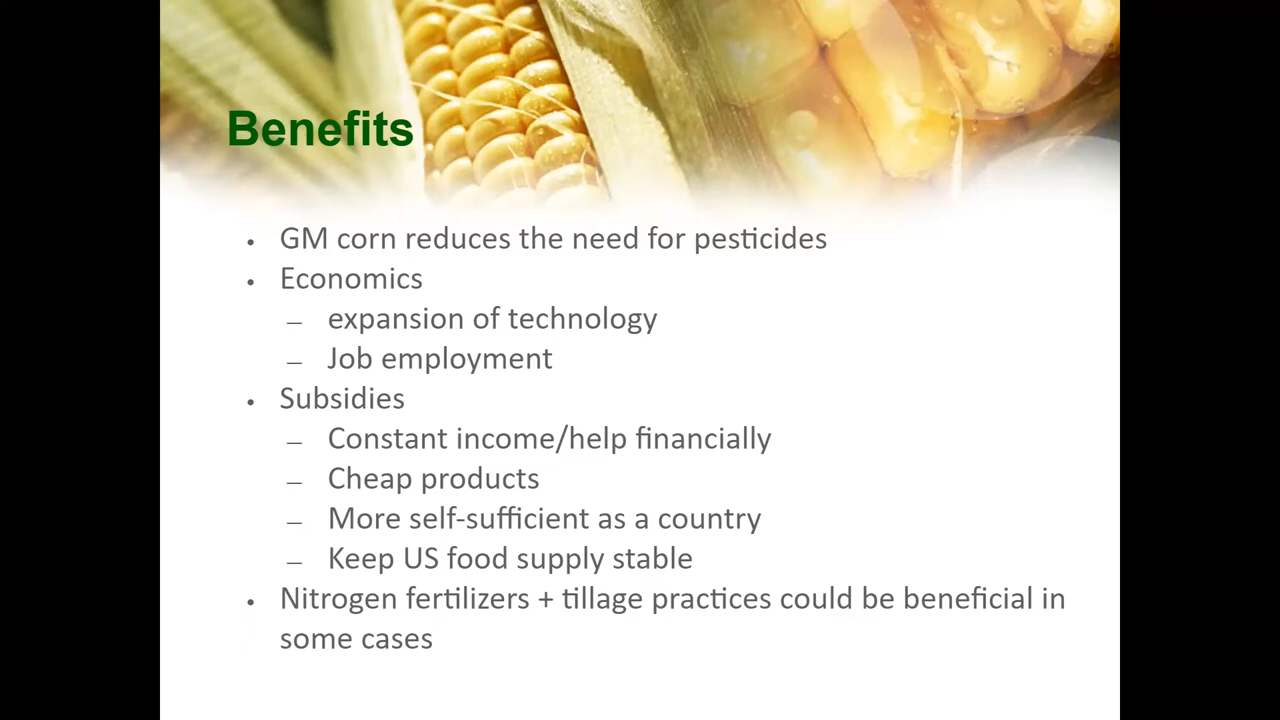 Benefits
• GM corn reduces the need for pesticides
• Economics
– expansion of technology
– Job employment
• Subsidies
– Constant income/help financially
– Cheap products
– More self-sufficient as a country
– Keep US food supply stable
• Nitrogen fertilizers + tillage practices could be beneficial in
some cases